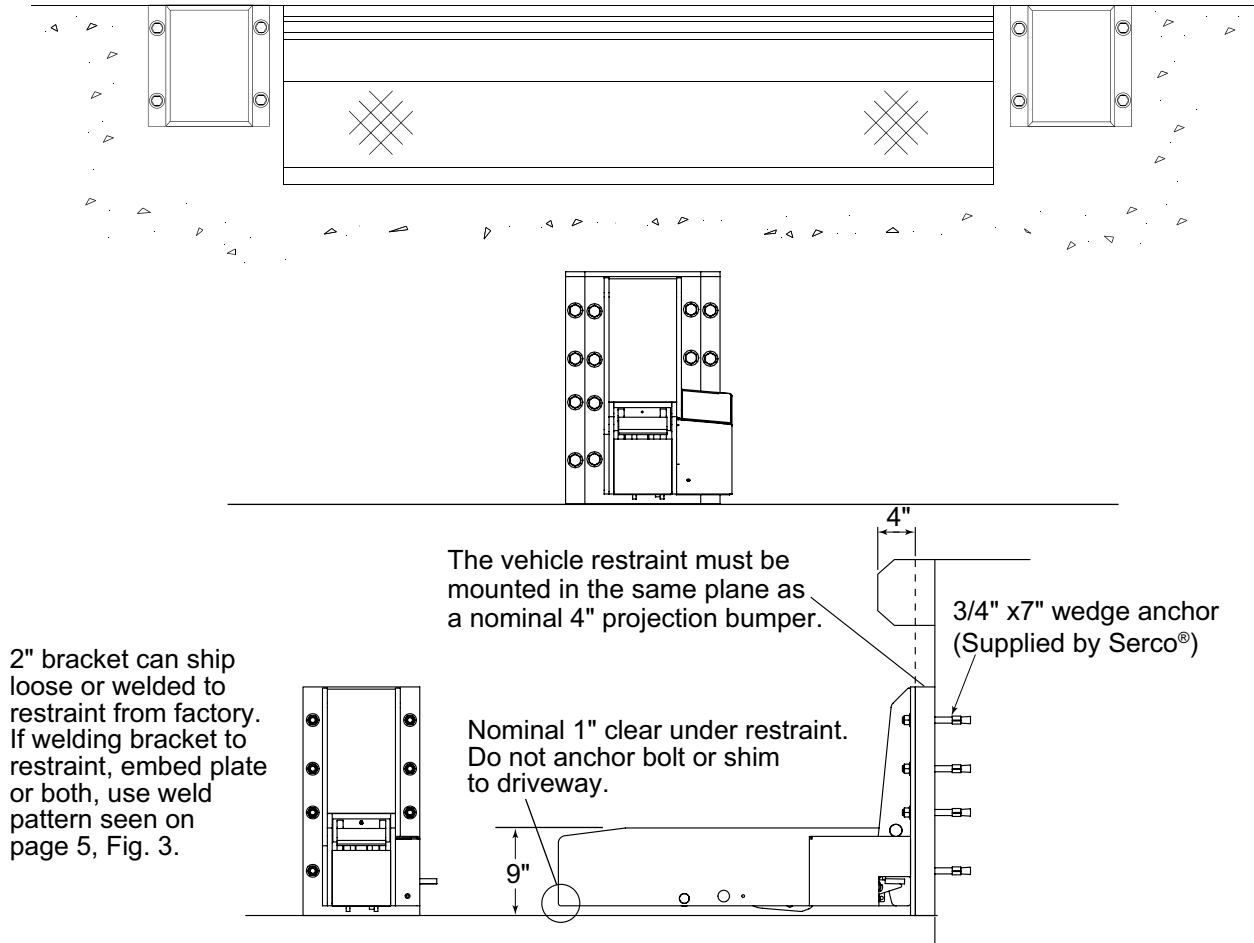 4"
The vehicle restraint must be
mounted in the same plane as
a nominal 4" projection bumper.
3/4" x7" wedge anchor
(Supplied by Serco®)
2" bracket can ship
loose or welded to
restraint from factory.
If welding bracket to
restraint, embed plate
or both, use weld
pattern seen on
page 5, Fig. 3.
Nominal 1" clear under restraint.
Do not anchor bolt or shim
to driveway.
9"